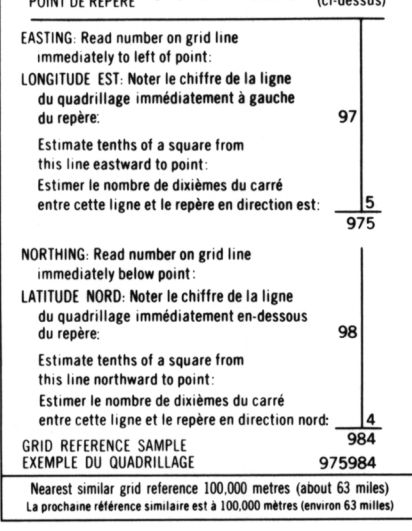 POINT DE REPÈRE (ci-dessus)
EASTING: Read number on grid line
immediately to left of point:
LONGITUDE EST: Noter le chiffre de la ligne
du quadrillage immédiatement à gauche
du repère: 97
Estimate tenths of a square from
this line eastward to point:
Estimer le nombre de dixièmes du carré
entre cette ligne et le repère en direction est: 5
975
NORTHING: Read number on grid line
immediately below point:
LATITUDE NORD: Noter le chiffre de la ligne
du quadrillage immédiatement en-dessous
du repère: 98
Estimate tenths of a square from
this line northward to point:
Estimer le nombre de dixièmes du carré
entre cette ligne et le repère en direction nord: 4
GRID REFERENCE SAMPLE 984
EXEMPLE DU QUADRILLAGE 975984
Nearest similar grid reference 100,000 metres (about 63 miles)
La prochaine référence similaire est à 100,000 mètres (environ 63 milles)